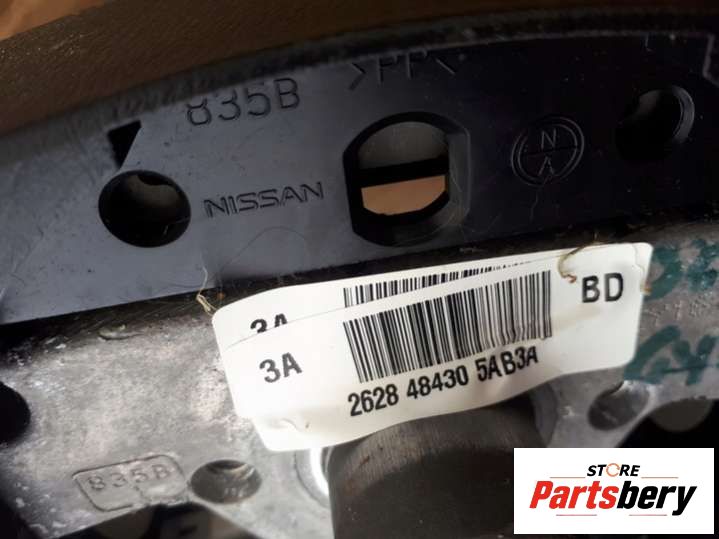 835B >PP<
NISSAN
N
3A
3A BD
2628 48430 5AB3A
835B
STORE
Partsbery